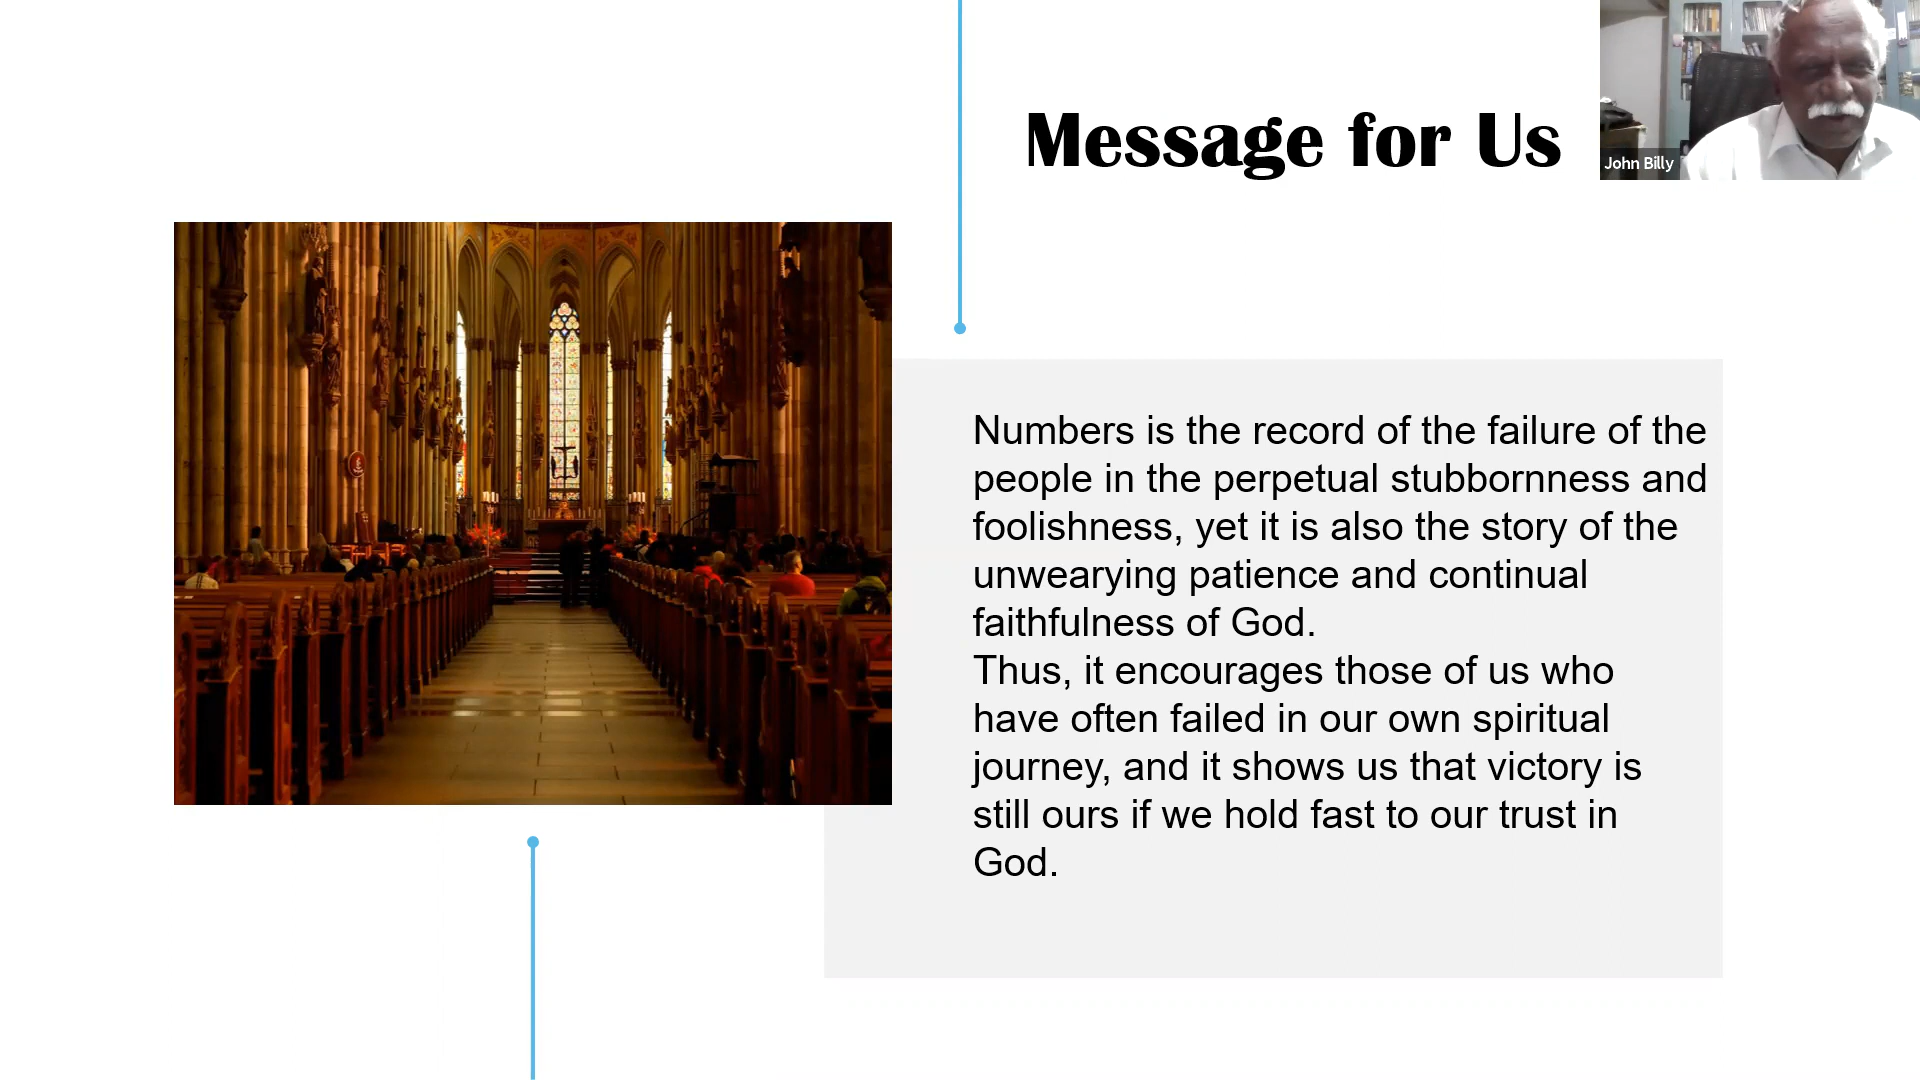 Message for Us
John Billy
Numbers is the record of the failure of the
people in the perpetual stubbornness and
foolishness, yet it is also the story of the
unwearying patience and continual
faithfulness of God.
Thus, it encourages those of us who
have often failed in our own spiritual
journey, and it shows us that victory is
still ours if we hold fast to our trust in
God.